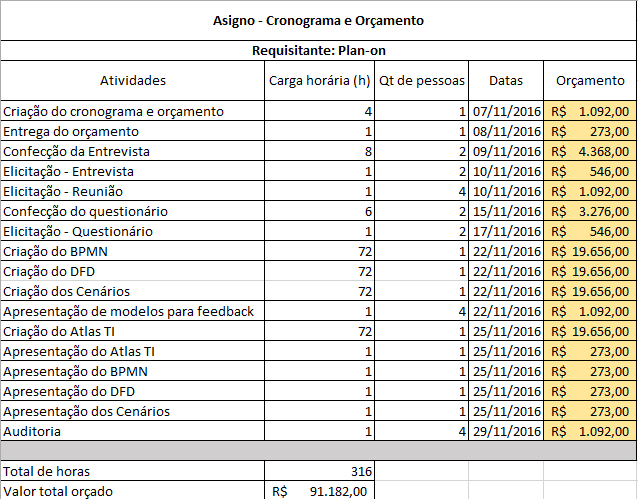 Asigno - Cronograma e Orçamento
Requisitante: Plan-on
Atividades Carga horária (h) Qt de pessoas Datas Orçamento
Criação do cronograma e orçamento 4 1 07/11/2016 R$ 1.092,00
Entrega do orçamento 1 1 08/11/2016 R$ 273,00
Confecção da Entrevista 8 2 09/11/2016 R$ 4.368,00
Elicitação - Entrevista 1 2 10/11/2016 R$ 546,00
Elicitação - Reunião 1 4 10/11/2016 R$ 1.092,00
Confecção do questionário 6 2 15/11/2016 R$ 3.276,00
Elicitação - Questionário 1 2 17/11/2016 R$ 546,00
Criação do BPMN 72 1 22/11/2016 R$ 19.656,00
Criação do DFD 72 1 22/11/2016 R$ 19.656,00
Criação dos Cenários 72 1 22/11/2016 R$ 19.656,00
Apresentação de modelos para feedback 1 4 22/11/2016 R$ 1.092,00
Criação do Atlas TI 72 1 25/11/2016 R$ 19.656,00
Apresentação do Atlas TI 1 1 25/11/2016 R$ 273,00
Apresentação do BPMN 1 1 25/11/2016 R$ 273,00
Apresentação do DFD 1 1 25/11/2016 R$ 273,00
Apresentação dos Cenários 1 1 25/11/2016 R$ 273,00
Auditoria 1 4 29/11/2016 R$ 1.092,00
Total de horas 316
Valor total orçado R$ 91.182,00